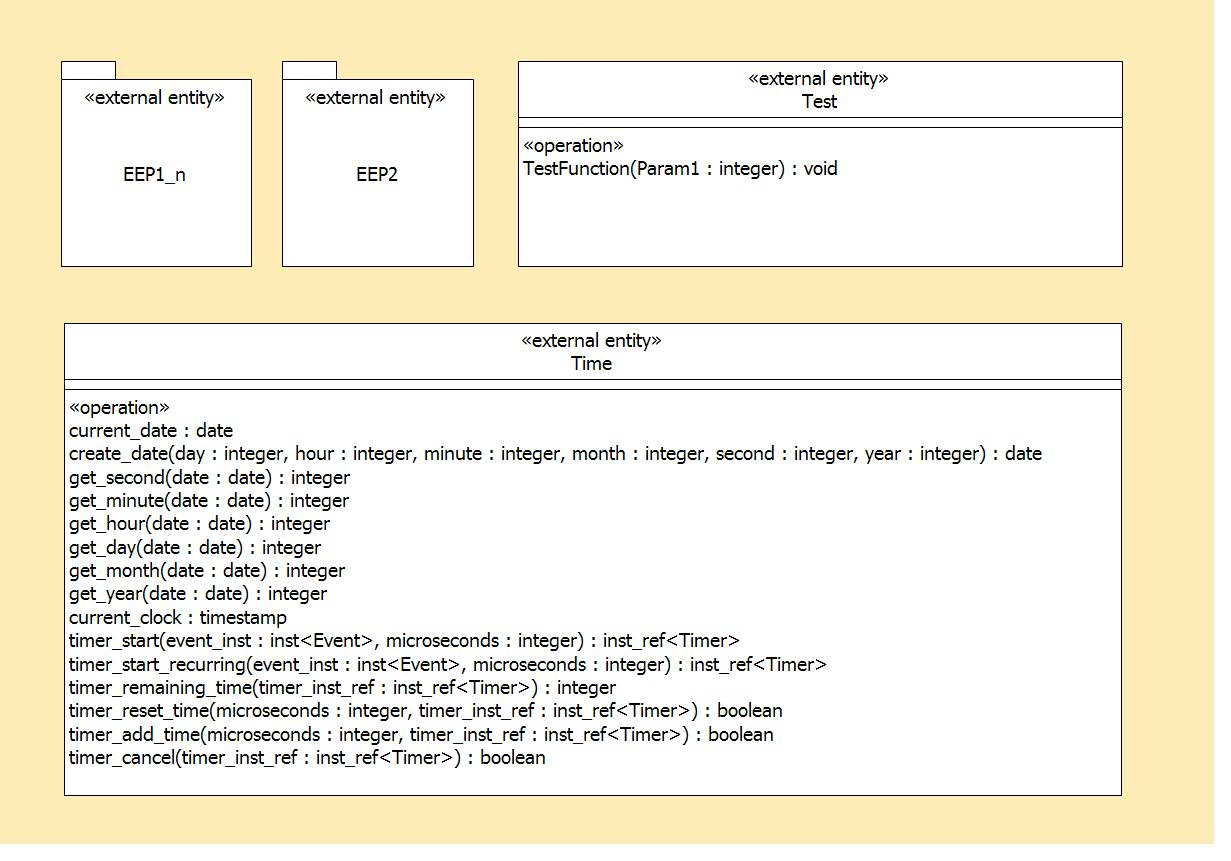 «external entity»
EEP1_n
«external entity»
EEP2
«external entity»
Test
«operation»
TestFunction(Param1 : integer) : void
«external entity»
Time
«operation»
current_date : date
create_date(day : integer, hour : integer, minute : integer, month : integer, second : integer, year : integer) : date
get_second(date : date) : integer
get_minute(date : date) : integer
get_hour(date : date) : integer
get_day(date : date) : integer
get_month(date : date) : integer
get_year(date : date) : integer
current_clock : timestamp
timer_start(event_inst : inst<Event>, microseconds : integer) : inst_ref<Timer>
timer_start_recurring(event_inst : inst<Event>, microseconds : integer) : inst_ref<Timer>
timer_remaining_time(timer_inst_ref : inst_ref<Timer>) : integer
timer_reset_time(microseconds : integer, timer_inst_ref : inst_ref<Timer>) : boolean
timer_add_time(microseconds : integer, timer_inst_ref : inst_ref<Timer>) : boolean
timer_cancel(timer_inst_ref : inst_ref<Timer>) : boolean